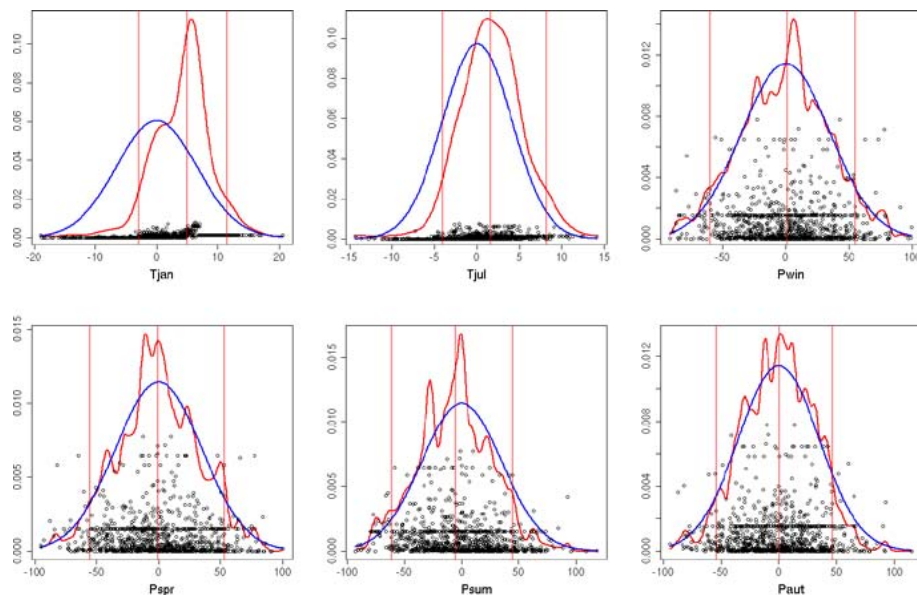 0.00 0.02 0.04 0.06 0.08 0.10
-20 -10 0 10 20
Tjan
0.00 0.02 0.04 0.06 0.08 0.10
-15 -10 -5 0 5 10 15
Tjul
0.000 0.004 0.008 0.012
-50 0 50 100
Pwin
0.000 0.005 0.010 0.015
-100 -50 0 50 100
Pspr
0.000 0.005 0.010 0.015
-100 -50 0 50 100
Psum
0.000 0.004 0.008 0.012
-100 -50 0 50 100
Paut